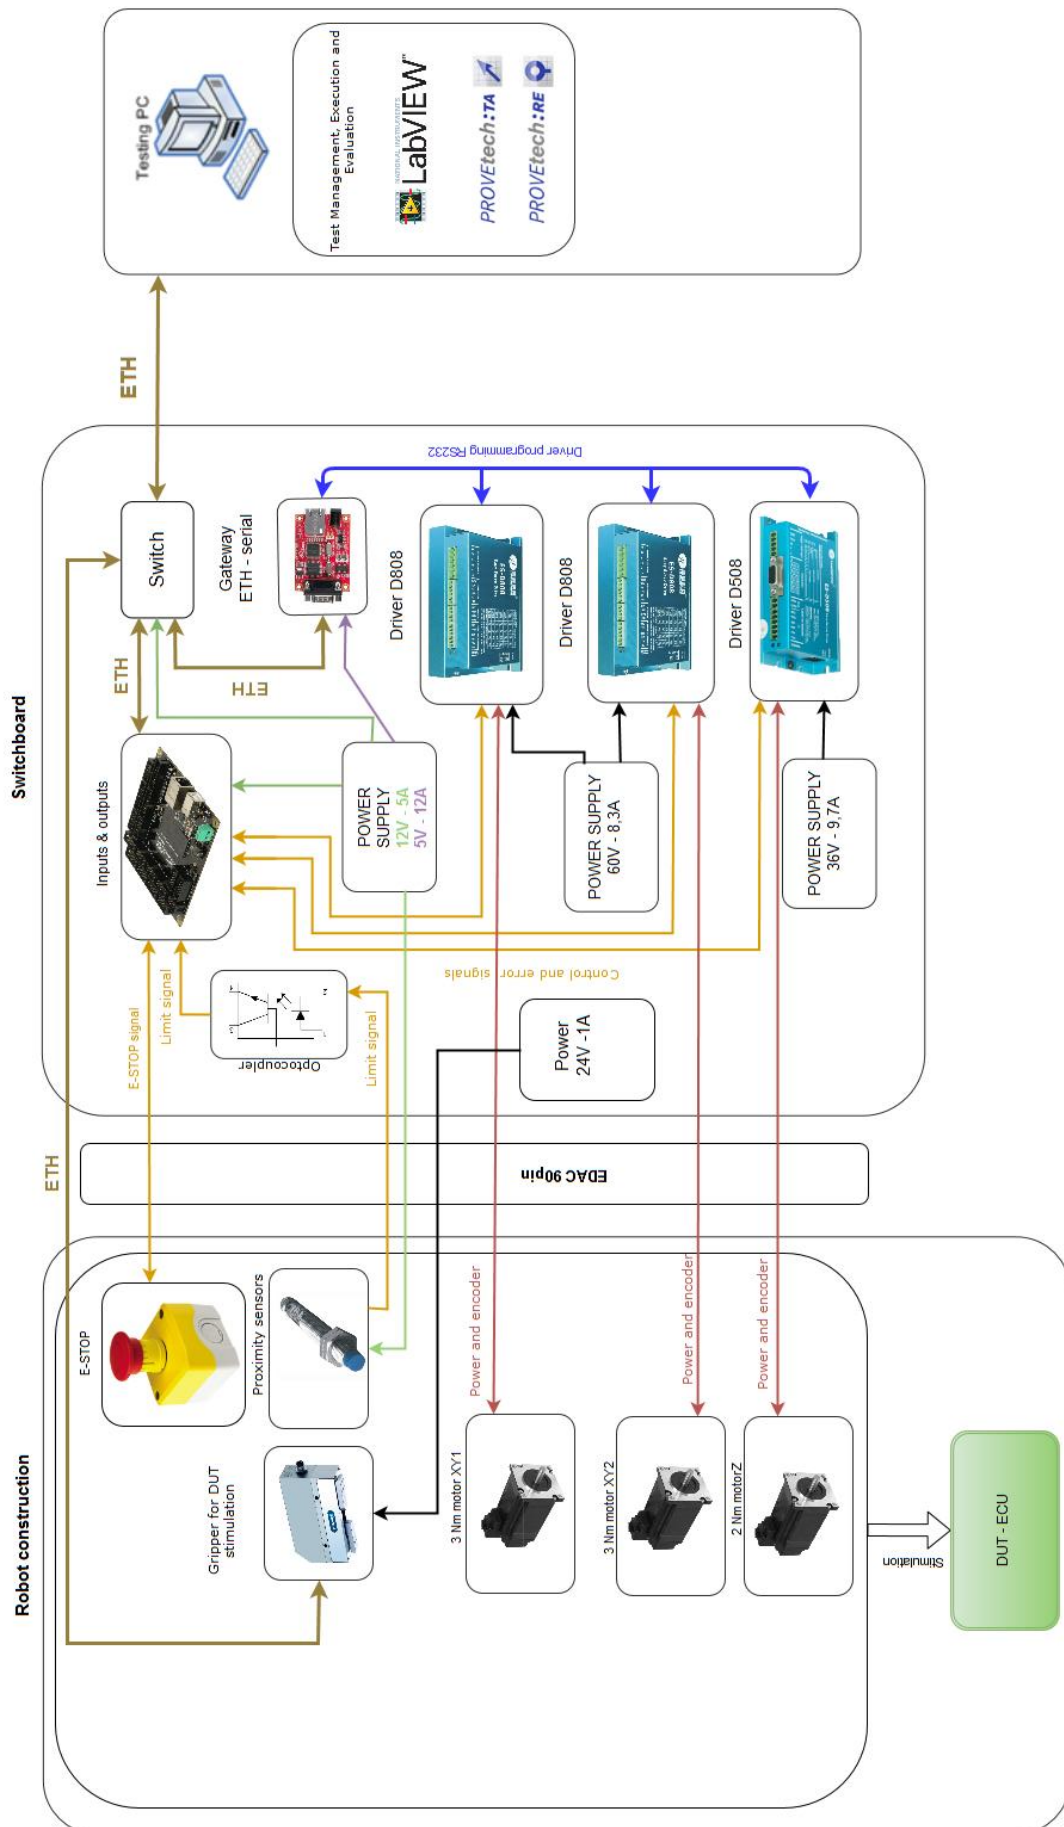 Robot construction
Switchboard
Testing PC
Test Management, Execution and
Evaluation
NATIONAL INSTRUMENTS
LabVIEW™
PROVEtech:TA
PROVEtech:RE
ETH
ETH
ETH
ETH
Switch
Gateway
ETH - serial
Driver programming RS232
Driver D808
Driver D808
Driver D508
Inputs & outputs
POWER
SUPPLY
12V - 5A
5V - 12A
POWER SUPPLY
60V - 8,3A
POWER SUPPLY
36V - 9,7A
Control and error signals
E-STOP signal
Limit signal
Optocoupler
Limit signal
Power
24V -1A
EDAC 90pin
E-STOP
Proximity sensors
Gripper for DUT
stimulation
Power and encoder
Power and encoder
Power and encoder
3 Nm motor XY1
3 Nm motor XY2
2 Nm motorZ
Stimulation
DUT - ECU